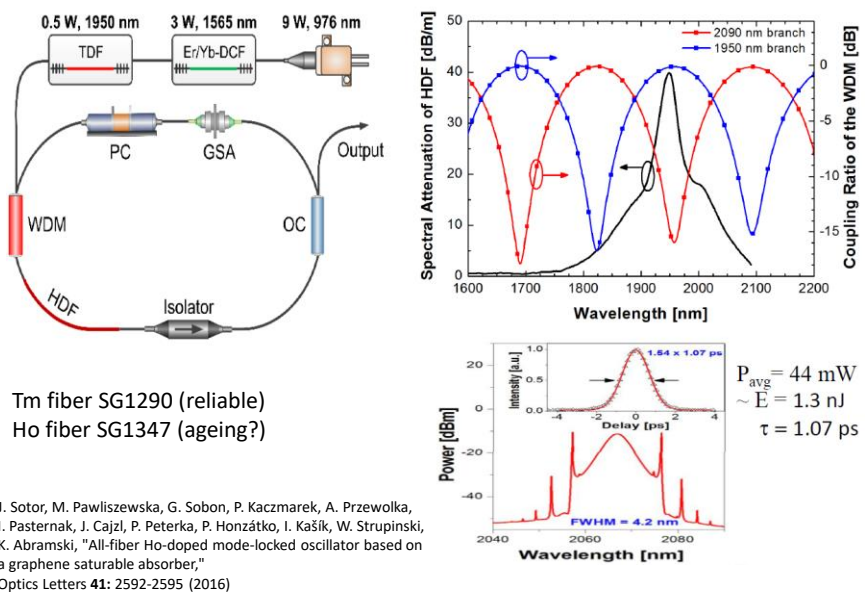 0.5 W, 1950 nm
3 W, 1565 nm
9 W, 976 nm
TDF
Er/Yb-DCF
PC
GSA
Output
WDM
OC
HDF
Isolator
Spectral Attenuation of HDF [dB/m]
50
40
30
20
10
0
2090 nm branch
1950 nm branch
0
-5
-10
-15
Coupling Ratio of the WDM [dB]
1600
1700
1800
1900
2000
2100
2200
Wavelength [nm]
Tm fiber SG1290 (reliable)
Ho fiber SG1347 (ageing?)
Power [dBm]
20
0
-20
-40
Intensity [a.u.]
1.0
0.5
0.0
1.54 x 1.07 ps
-4
-2
0
2
4
Delay [ps]
FWHM = 4.2 nm
2040
2060
2080
Wavelength [nm]
Pavg = 44 mW
~ E = 1.3 nJ
τ = 1.07 ps
J. Sotor, M. Pawliszewska, G. Sobon, P. Kaczmarek, A. Przewolka,
I. Pasternak, J. Cajzl, P. Peterka, P. Honzátko, I. Kašík, W. Strupinski,
K. Abramski, "All-fiber Ho-doped mode-locked oscillator based on
a graphene saturable absorber,"
Optics Letters 41: 2592-2595 (2016)